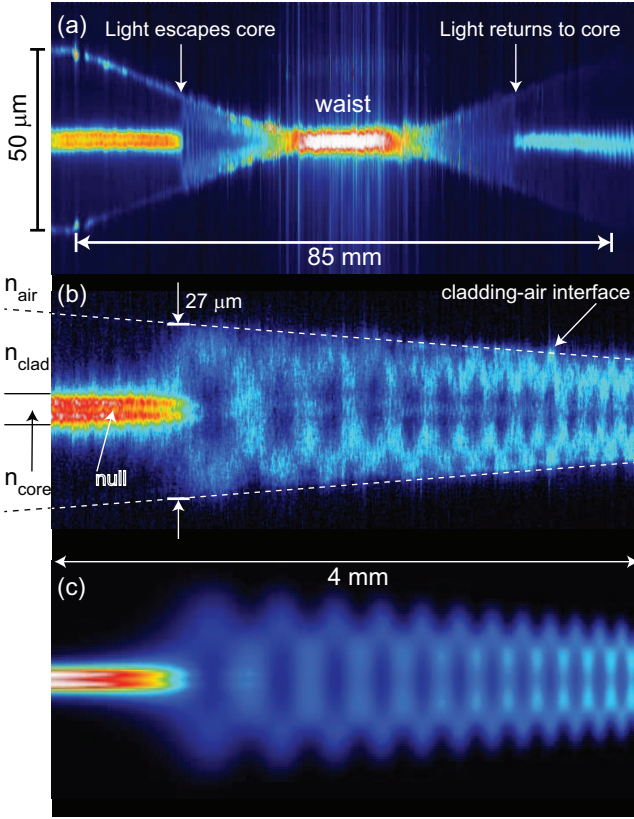 (a)
Light escapes core
Light returns to core
waist
50 μm
85 mm
(b)
n_air
27 μm
cladding-air interface
n_clad
null
n_core
4 mm
(c)